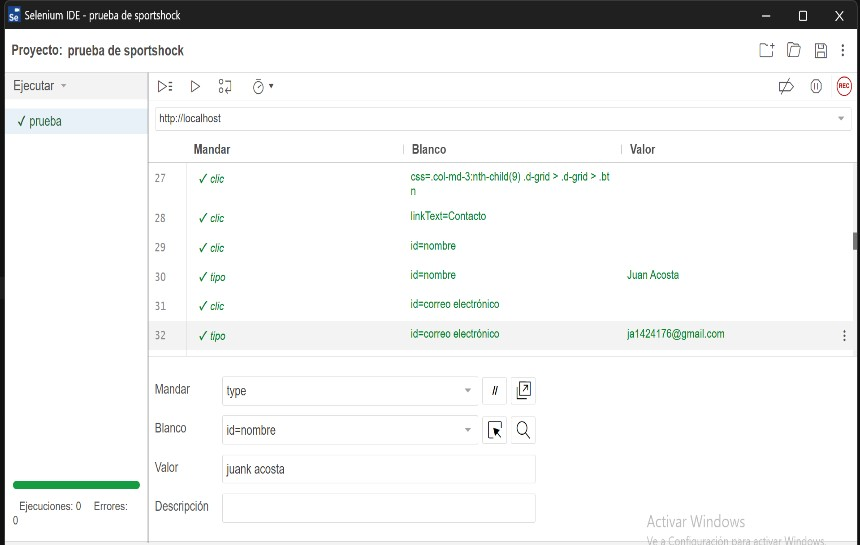 Se Selenium IDE - prueba de sportshock
Proyecto: prueba de sportshock
Ejecutar
REC
✓ prueba
http://localhost
Mandar Blanco Valor
27 ✓ clic css=.col-md-3:nth-child(9) .d-grid > .d-grid > .bt
n
28 ✓ clic linkText=Contacto
29 ✓ clic id=nombre
30 ✓ tipo id=nombre Juan Acosta
31 ✓ clic id=correo electrónico
32 ✓ tipo id=correo electrónico ja1424176@gmail.com
Mandar type //
Blanco id=nombre
Valor juank acosta
Descripción
Ejecuciones: 0 Errores:
0
Activar Windows
Ve a Configuración para activar Windows.